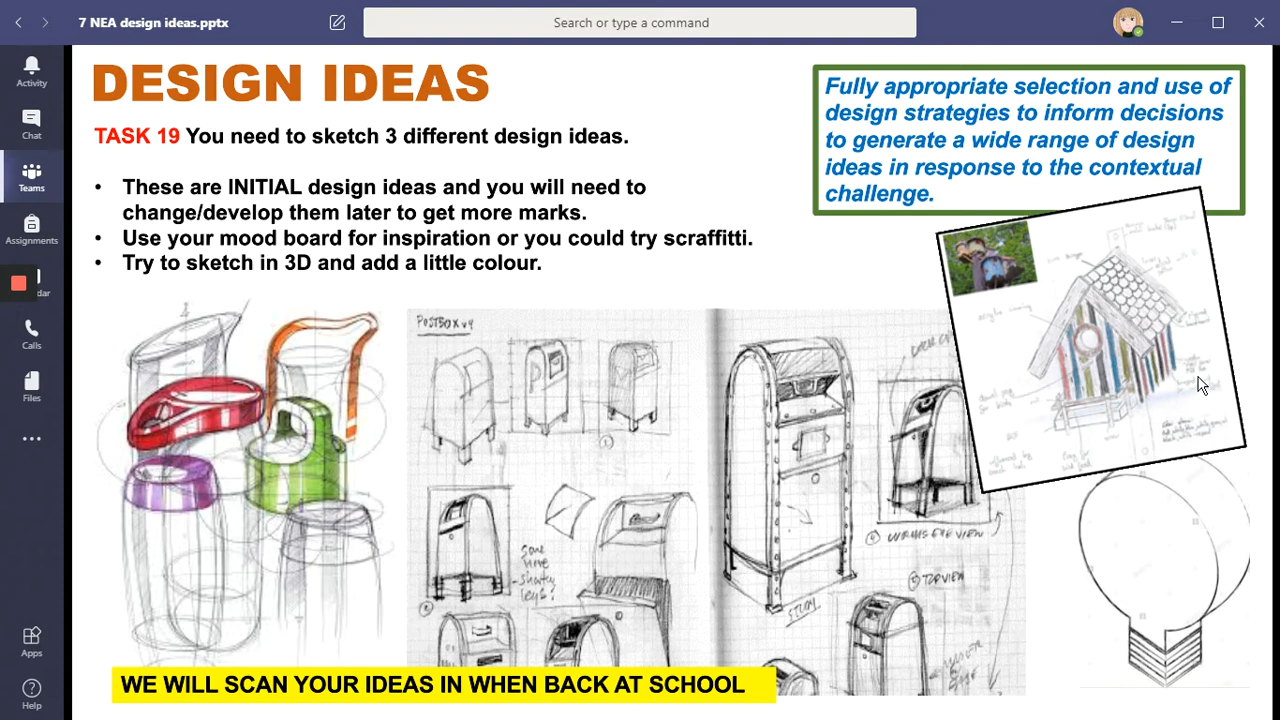 7 NEA design ideas.pptx
Search or type a command
Activity
Chat
Teams
Assignments
dar
Calls
Files
Apps
Help
DESIGN IDEAS
TASK 19 You need to sketch 3 different design ideas.
• These are INITIAL design ideas and you will need to
change/develop them later to get more marks.
• Use your mood board for inspiration or you could try scraffitti.
• Try to sketch in 3D and add a little colour.
Fully appropriate selection and use of
design strategies to inform decisions
to generate a wide range of design
ideas in response to the contextual
challenge.
POSTBOX
SOME
MORE
LEGS?
WORMS EYE VIEW
TOP VIEW
WE WILL SCAN YOUR IDEAS IN WHEN BACK AT SCHOOL